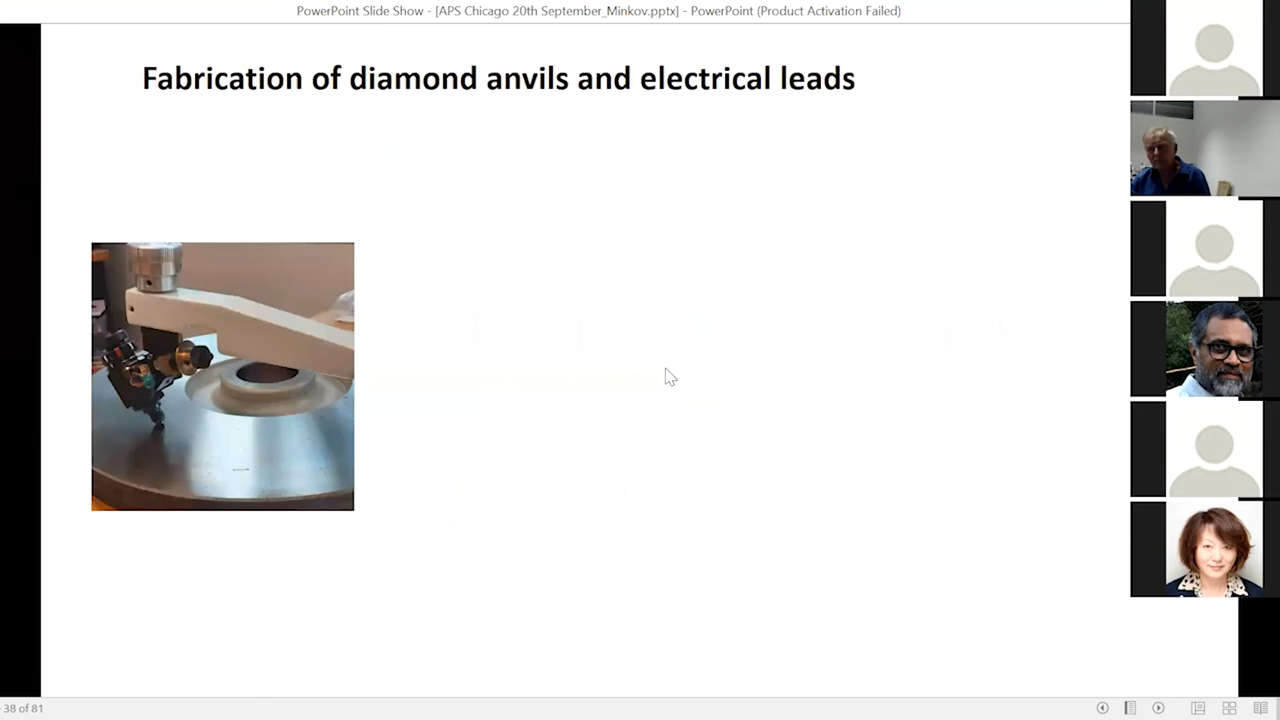 PowerPoint Slide Show - [APS Chicago 20th September_Minkov.pptx] - PowerPoint (Product Activation Failed)
Fabrication of diamond anvils and electrical leads
38 of 81